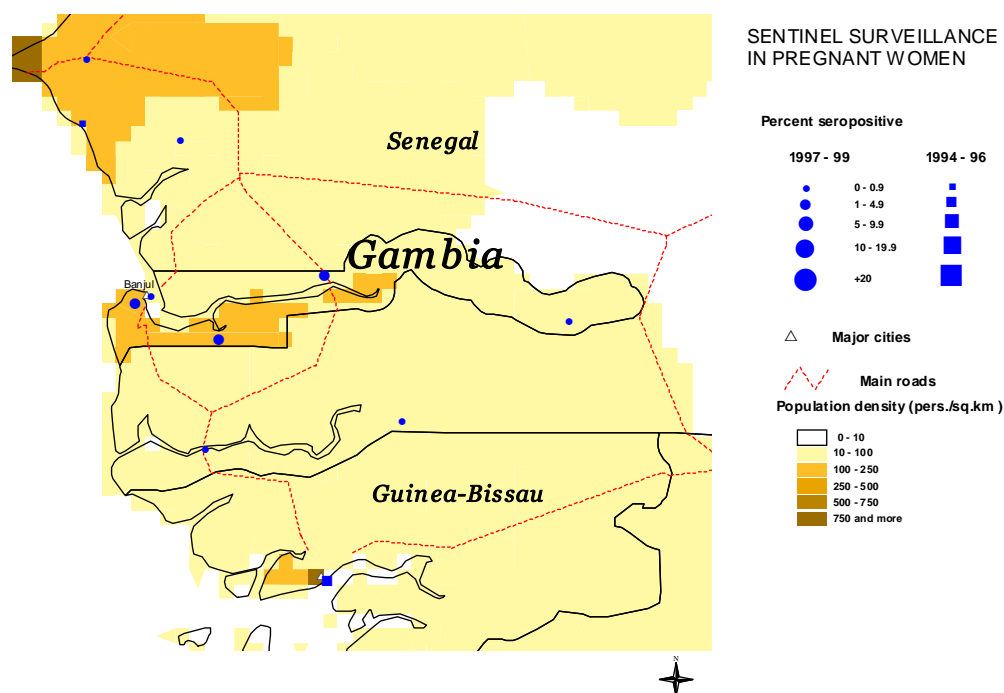 SENTINEL SURVEILLANCE
IN PREGNANT WOMEN
Percent seropositive
1997 - 99
1994 - 96
0 - 0.9
1 - 4.9
5 - 9.9
10 - 19.9
+20
Major cities
Main roads
Population density (pers./sq.km)
0 - 10
10 - 100
100 - 250
250 - 500
500 - 750
750 and more
Senegal
Gambia
Banjul
Guinea-Bissau
N